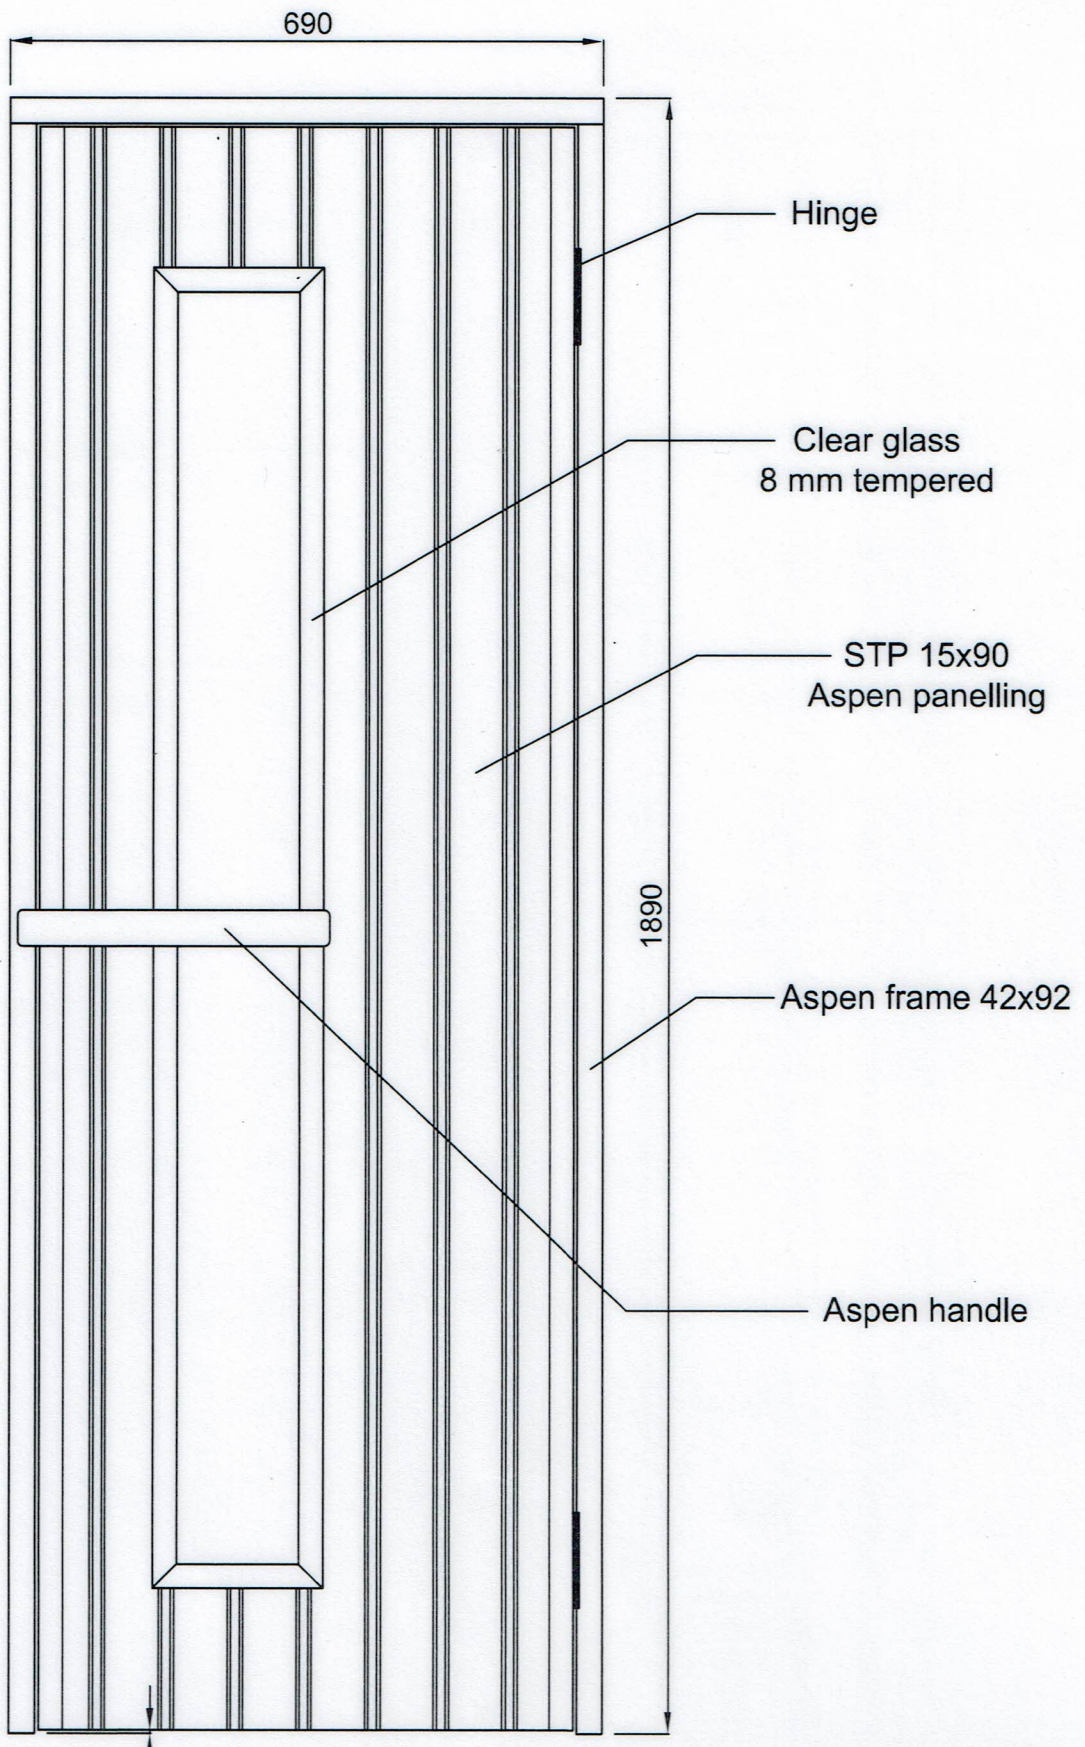 690
Hinge
Clear glass
8 mm tempered
STP 15x90
Aspen panelling
1890
Aspen frame 42x92
Aspen handle